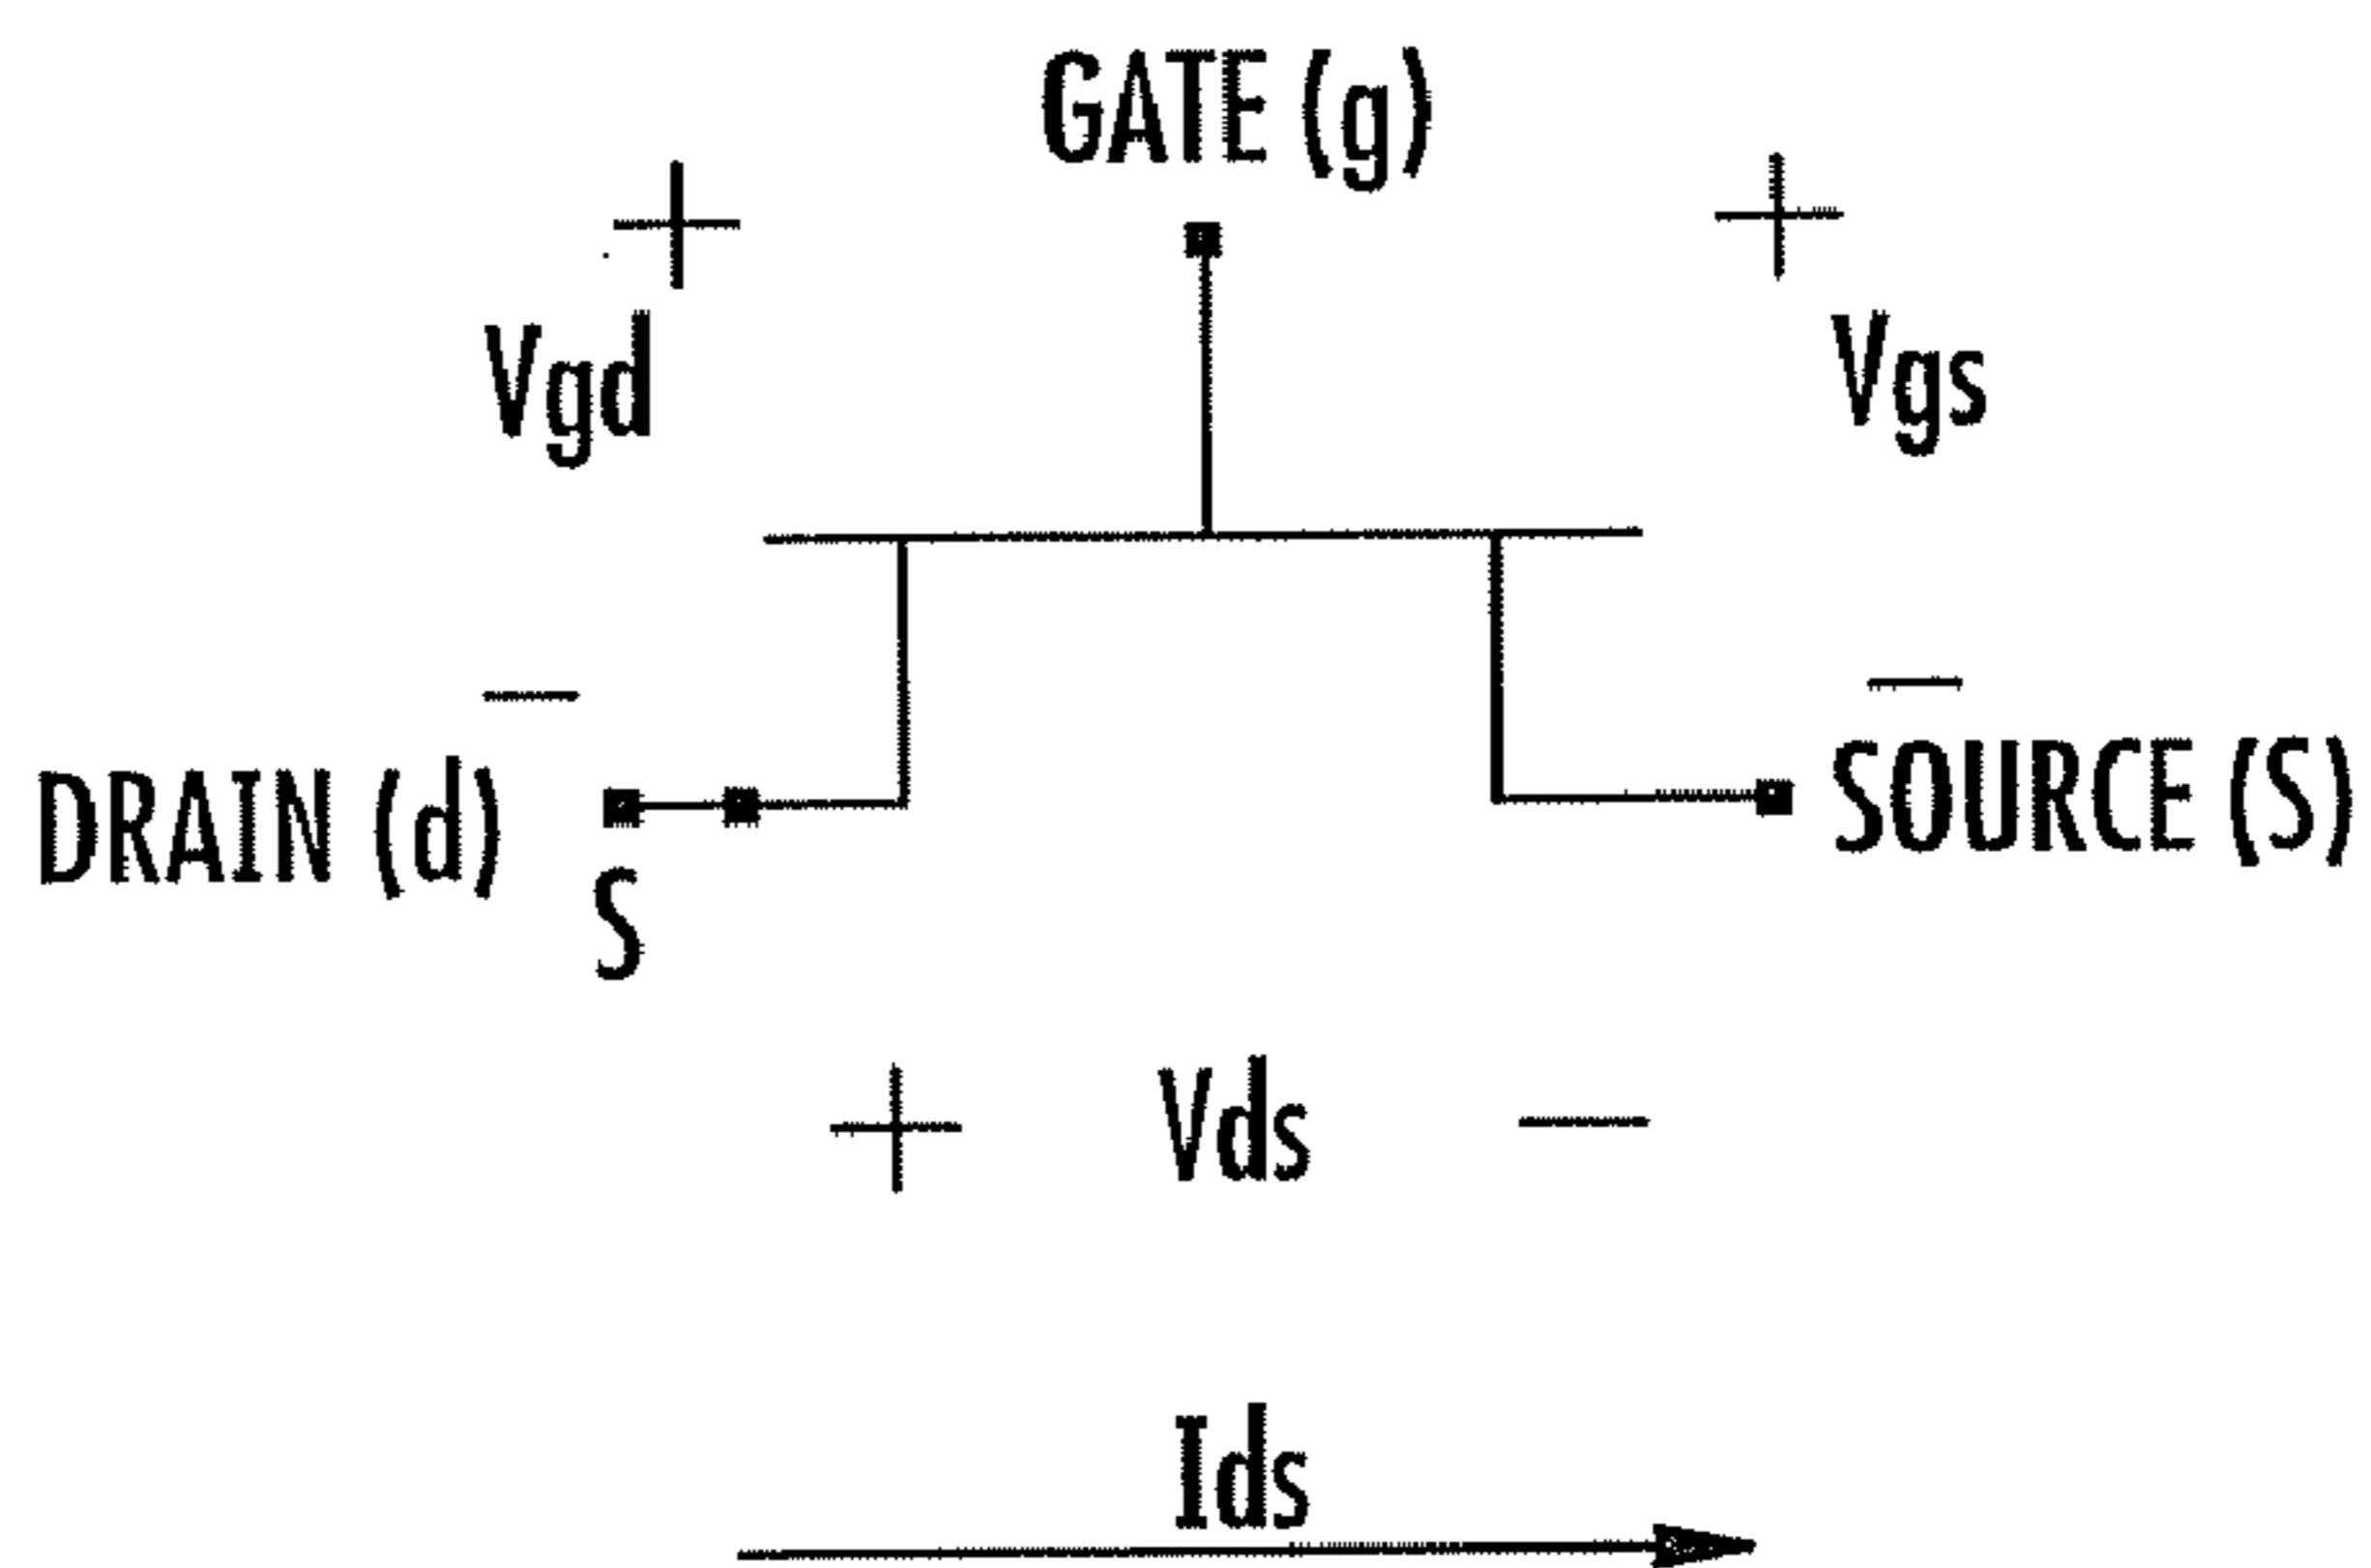 GATE (g)
+ +
Vgd Vgs
− −
DRAIN (d) SOURCE (S)
S
+ Vds −
Ids